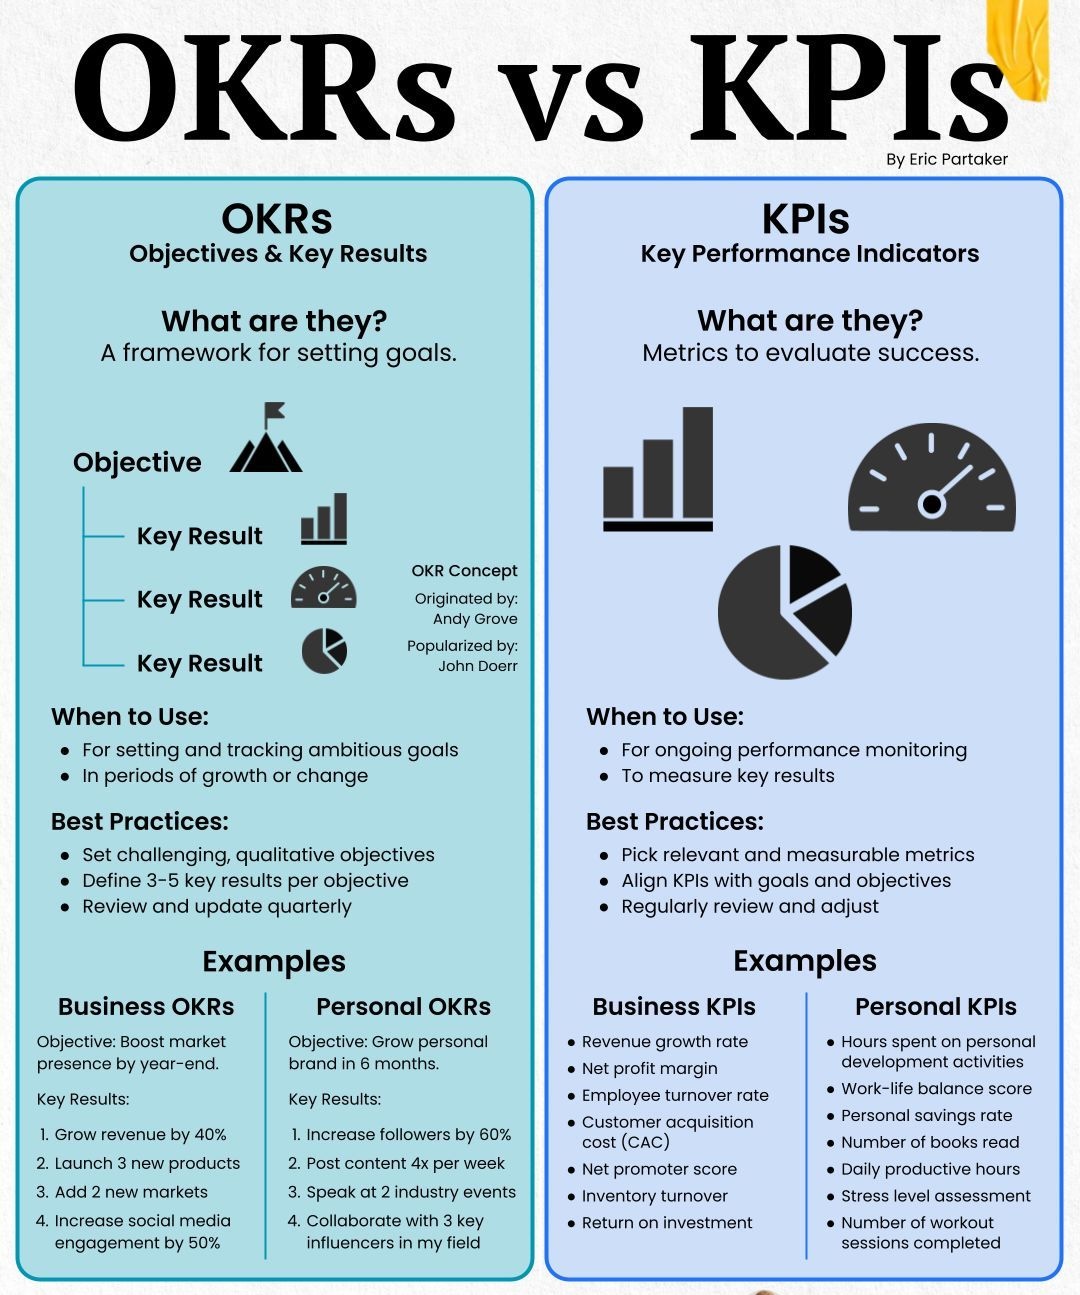 OKRs vs KPIs
By Eric Partaker
OKRs
Objectives & Key Results
What are they?
A framework for setting goals.
Objective
Key Result
Key Result
Key Result
OKR Concept
Originated by:
Andy Grove
Popularized by:
John Doerr
When to Use:
● For setting and tracking ambitious goals
● In periods of growth or change
Best Practices:
● Set challenging, qualitative objectives
● Define 3-5 key results per objective
● Review and update quarterly
Examples
Business OKRs
Objective: Boost market
presence by year-end.
Key Results:
1. Grow revenue by 40%
2. Launch 3 new products
3. Add 2 new markets
4. Increase social media
engagement by 50%
Personal OKRs
Objective: Grow personal
brand in 6 months.
Key Results:
1. Increase followers by 60%
2. Post content 4x per week
3. Speak at 2 industry events
4. Collaborate with 3 key
influencers in my field
KPIs
Key Performance Indicators
What are they?
Metrics to evaluate success.
When to Use:
● For ongoing performance monitoring
● To measure key results
Best Practices:
● Pick relevant and measurable metrics
● Align KPIs with goals and objectives
● Regularly review and adjust
Examples
Business KPIs
● Revenue growth rate
● Net profit margin
● Employee turnover rate
● Customer acquisition
cost (CAC)
● Net promoter score
● Inventory turnover
● Return on investment
Personal KPIs
● Hours spent on personal
development activities
● Work-life balance score
● Personal savings rate
● Number of books read
● Daily productive hours
● Stress level assessment
● Number of workout
sessions completed